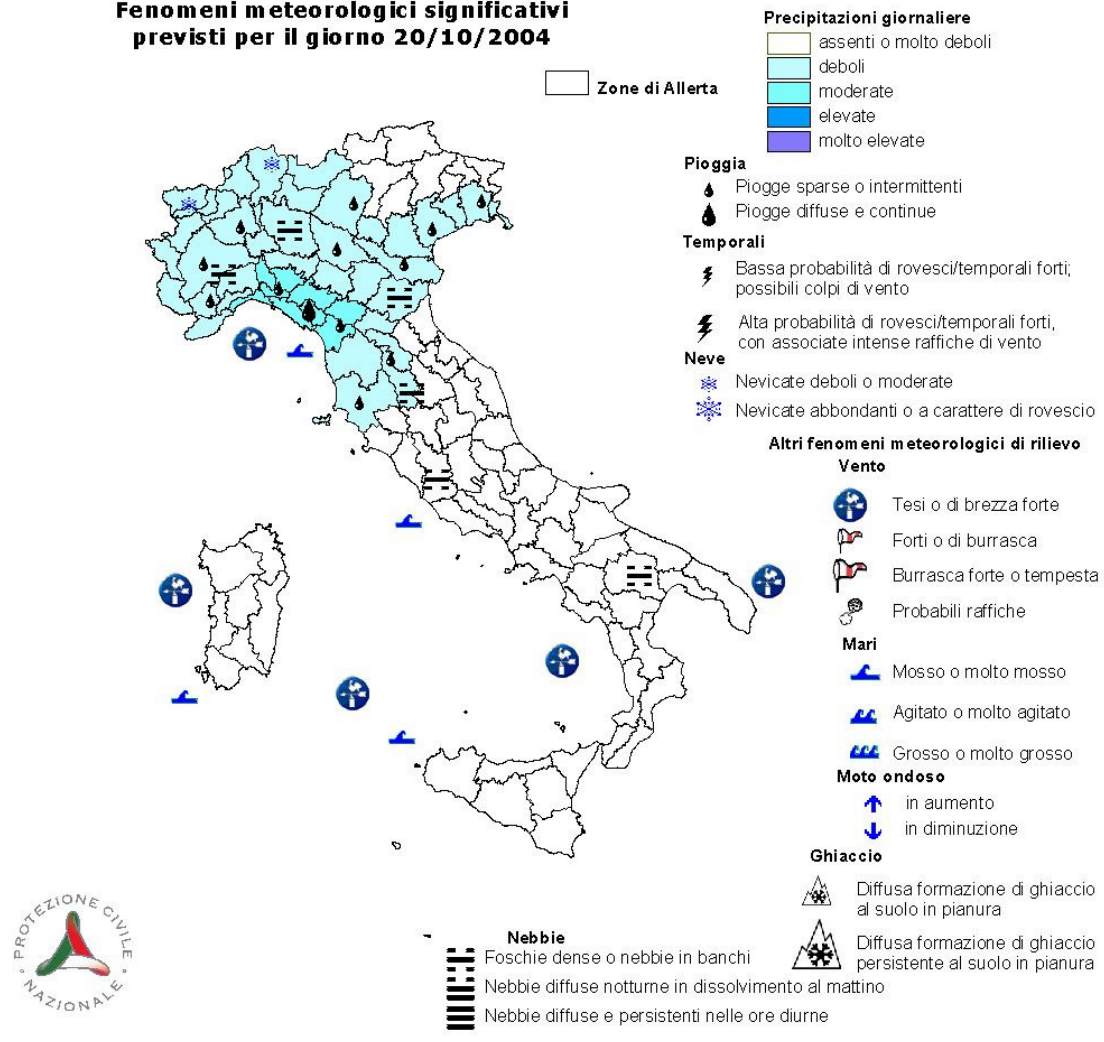 Fenomeni meteorologici significativi
previsti per il giorno 20/10/2004
Zone di Allerta
Precipitazioni giornaliere
assenti o molto deboli
deboli
moderate
elevate
molto elevate
Pioggia
Piogge sparse o intermittenti
Piogge diffuse e continue
Temporali
Bassa probabilità di rovesci/temporali forti;
possibili colpi di vento
Alta probabilità di rovesci/temporali forti,
con associate intense raffiche di vento
Neve
Nevicate deboli o moderate
Nevicate abbondanti o a carattere di rovescio
Altri fenomeni meteorologici di rilievo
Vento
Tesi o di brezza forte
Forti o di burrasca
Burrasca forte o tempesta
Probabili raffiche
Mari
Mosso o molto mosso
Agitato o molto agitato
Grosso o molto grosso
Moto ondoso
in aumento
in diminuzione
Ghiaccio
Diffusa formazione di ghiaccio
al suolo in pianura
Diffusa formazione di ghiaccio
persistente al suolo in pianura
Nebbie
Foschie dense o nebbie in banchi
Nebbie diffuse notturne in dissolvimento al mattino
Nebbie diffuse e persistenti nelle ore diurne
PROTEZIONE CIVILE
NAZIONALE